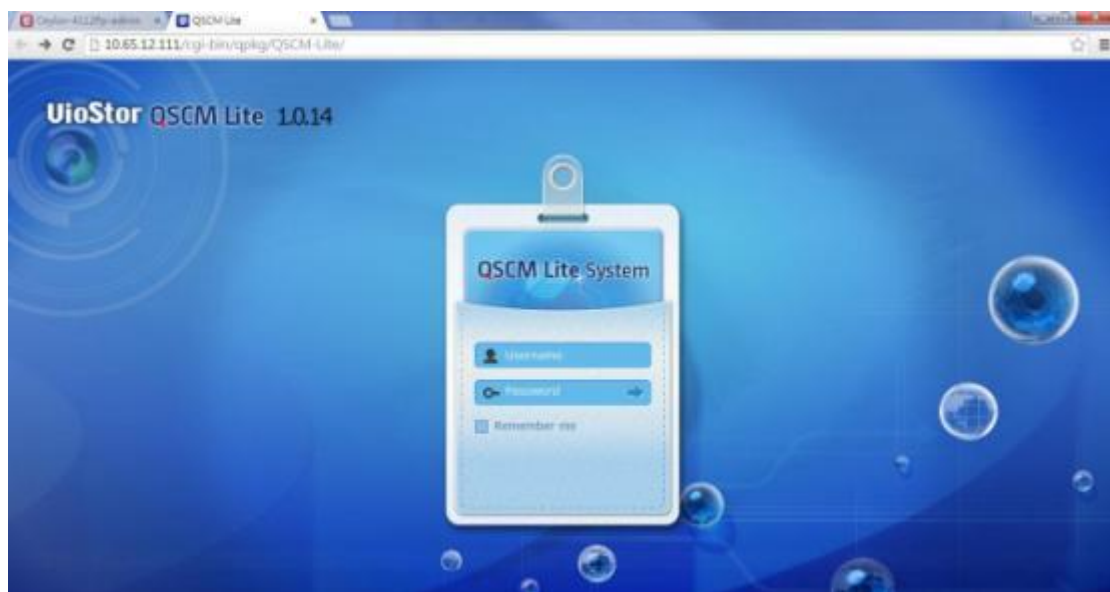 QSCM Lite
10.65.12.111/cgi-bin/qpkg/QSCM-Lite/
VioStor QSCM Lite 1.0.14
QSCM Lite System
Username
Password
Remember me